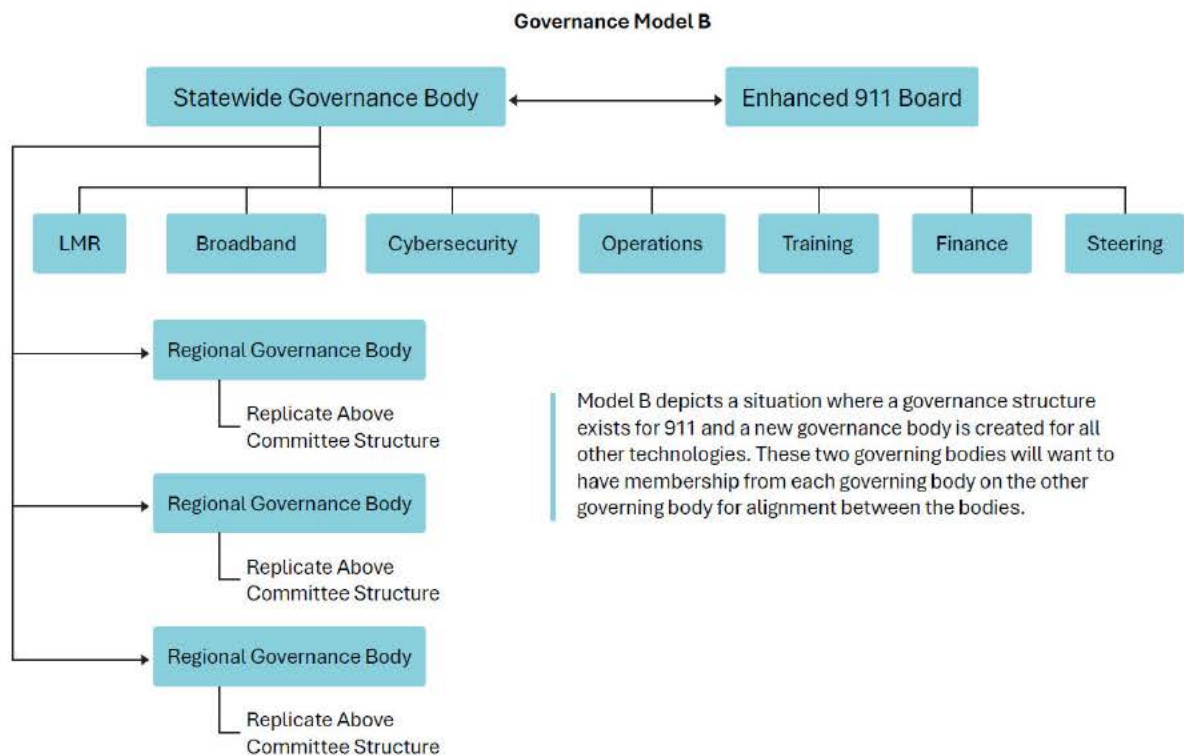 Governance Model B
Statewide Governance Body
Enhanced 911 Board
LMR
Broadband
Cybersecurity
Operations
Training
Finance
Steering
Regional Governance Body
Replicate Above
Committee Structure
Regional Governance Body
Replicate Above
Committee Structure
Regional Governance Body
Replicate Above
Committee Structure
Model B depicts a situation where a governance structure
exists for 911 and a new governance body is created for all
other technologies. These two governing bodies will want to
have membership from each governing body on the other
governing body for alignment between the bodies.